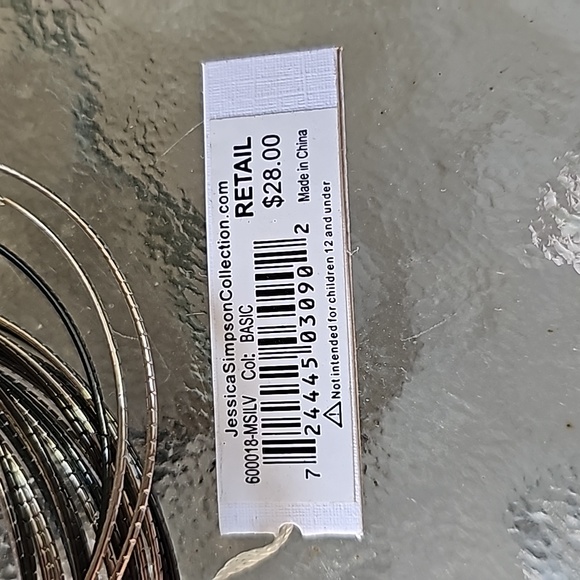 JessicaSimpsonCollection.com
600018-MSILV Col: BASIC
RETAIL
$28.00
7 24445 03090 2
Made in China
⚠Not intended for children 12 and under